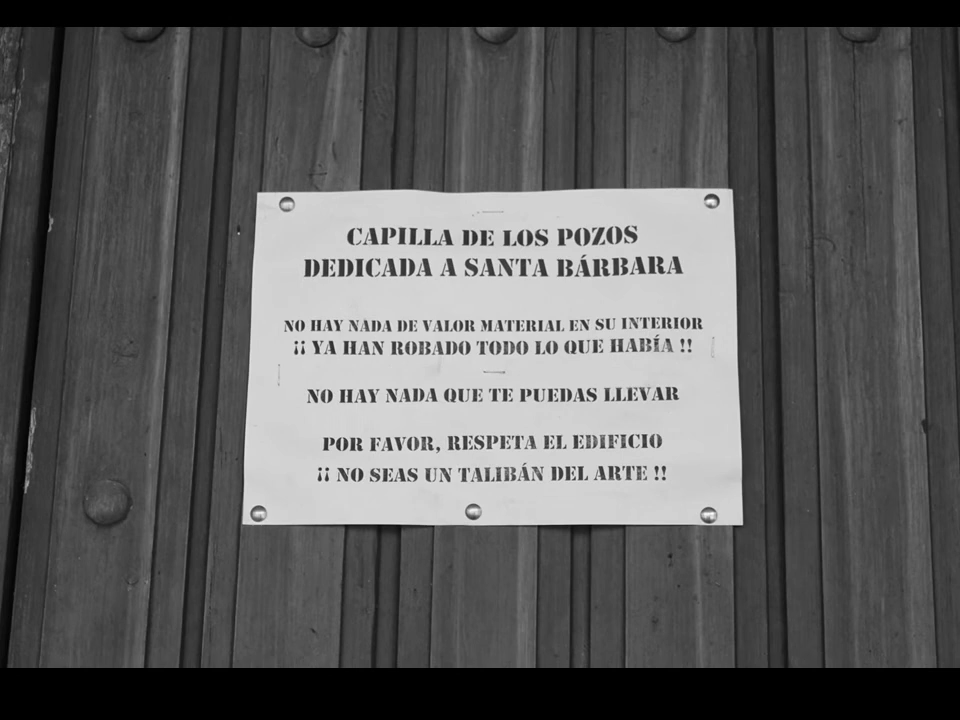 CAPILLA DE LOS POZOS
DEDICADA A SANTA BÁRBARA
NO HAY NADA DE VALOR MATERIAL EN SU INTERIOR
¡¡ YA HAN ROBADO TODO LO QUE HABÍA !!
NO HAY NADA QUE TE PUEDAS LLEVAR
POR FAVOR, RESPETA EL EDIFICIO
¡¡ NO SEAS UN TALIBÁN DEL ARTE !!